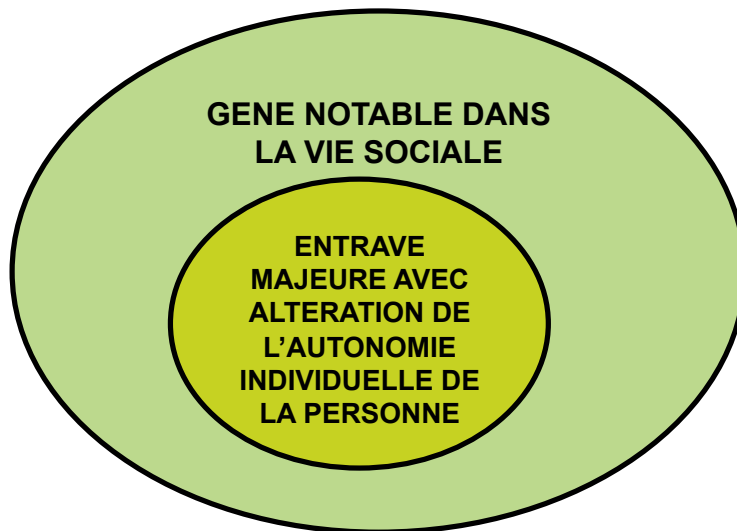 GENE NOTABLE DANS
LA VIE SOCIALE
ENTRAVE
MAJEURE AVEC
ALTERATION DE
L’AUTONOMIE
INDIVIDUELLE DE
LA PERSONNE